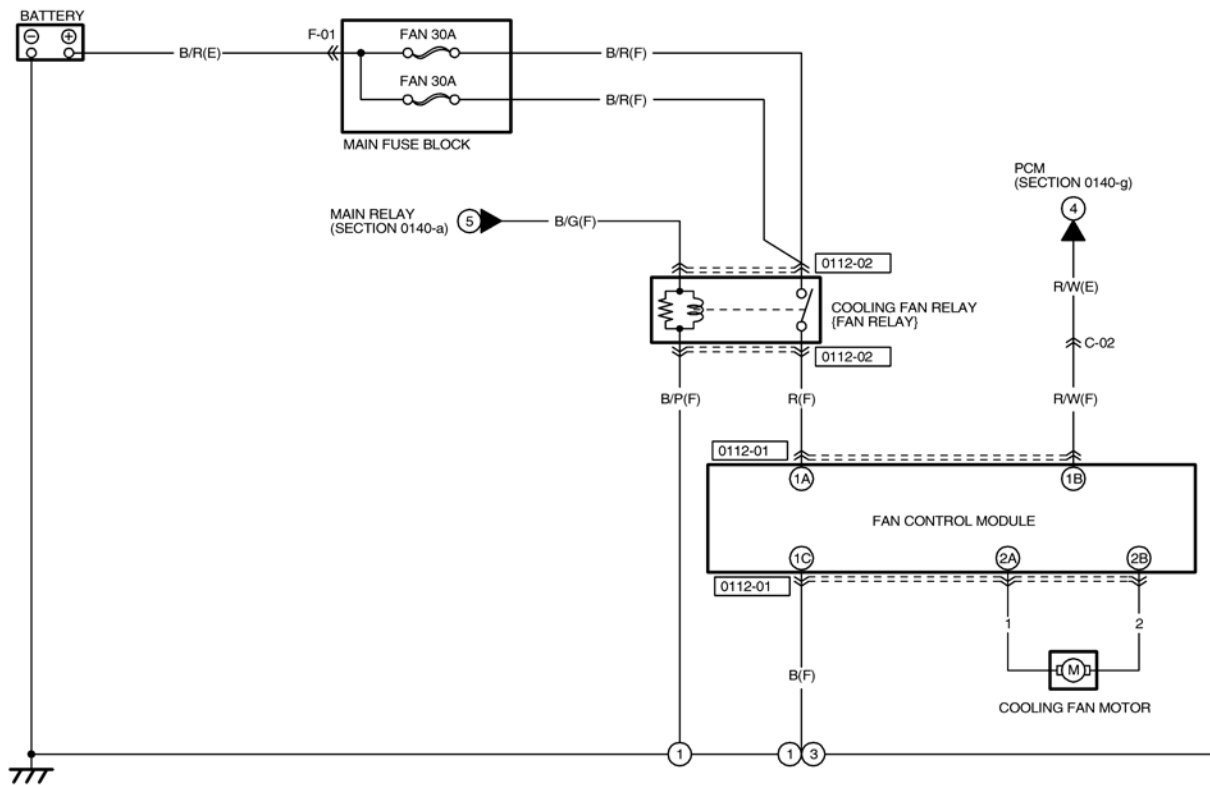 BATTERY
F-01
FAN 30A
B/R(E)
B/R(F)
FAN 30A
B/R(F)
MAIN FUSE BLOCK
PCM
(SECTION 0140-g)
4
MAIN RELAY
(SECTION 0140-a)
5
B/G(F)
0112-02
R/W(E)
COOLING FAN RELAY
{FAN RELAY}
C-02
0112-02
B/P(F)
R(F)
R/W(F)
0112-01
1A
1B
FAN CONTROL MODULE
1C
2A
2B
0112-01
1
2
B(F)
M
COOLING FAN MOTOR
1
1
3